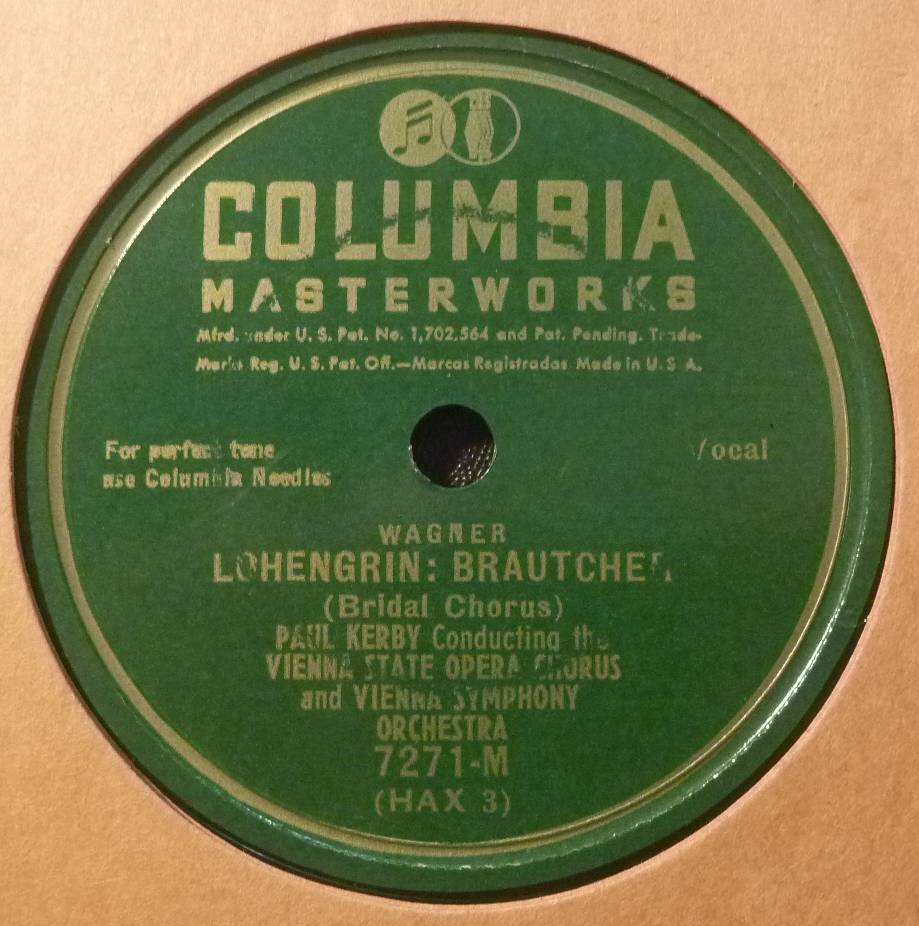 COLUMBIA
MASTERWORKS
Mfrd. under U. S. Pat. No. 1,702,564 and Pat. Pending. Trade-
Marks Reg. U. S. Pat. Off.—Marcas Registradas Made in U. S. A.
For perfect tone
use Columbia Needles
Vocal
WAGNER
LOHENGRIN: BRAUTCHER
(Bridal Chorus)
PAUL KERBY Conducting the
VIENNA STATE OPERA CHORUS
and VIENNA SYMPHONY
ORCHESTRA
7271-M
(HAX 3)